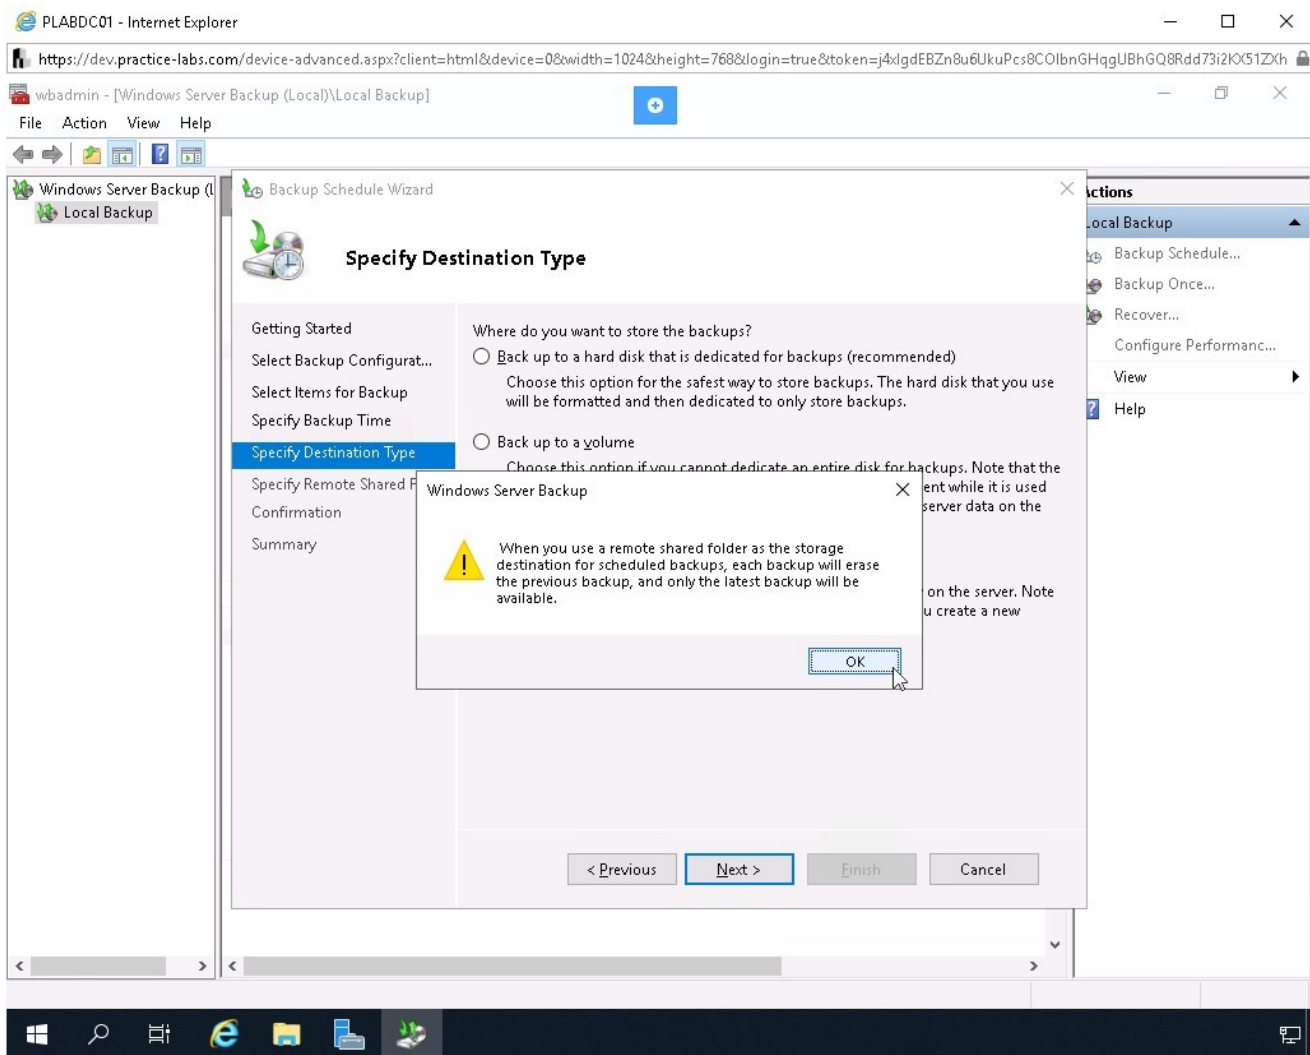 PLABDC01 - Internet Explorer
https://dev.practice-labs.com/device-advanced.aspx?client=html&device=0&width=1024&height=768&login=true&token=j4xlgdEBZn8u6UkuPcs8COlbnGHqgUBhGQ8Rdd73i2KX51ZXh
wbadmin - [Windows Server Backup (Local)\Local Backup]
File Action View Help
Windows Server Backup (L
Local Backup
Backup Schedule Wizard
Specify Destination Type
Getting Started
Select Backup Configurat...
Select Items for Backup
Specify Backup Time
Specify Destination Type
Specify Remote Shared F
Confirmation
Summary
Where do you want to store the backups?
Back up to a hard disk that is dedicated for backups (recommended)
Choose this option for the safest way to store backups. The hard disk that you use
will be formatted and then dedicated to only store backups.
Back up to a volume
Choose this option if you cannot dedicate an entire disk for backups. Note that the
ent while it is used
server data on the
on the server. Note
u create a new
Windows Server Backup
When you use a remote shared folder as the storage
destination for scheduled backups, each backup will erase
the previous backup, and only the latest backup will be
available.
OK
< Previous
Next >
Finish
Cancel
Actions
Local Backup
Backup Schedule...
Backup Once...
Recover...
Configure Performanc...
View
Help